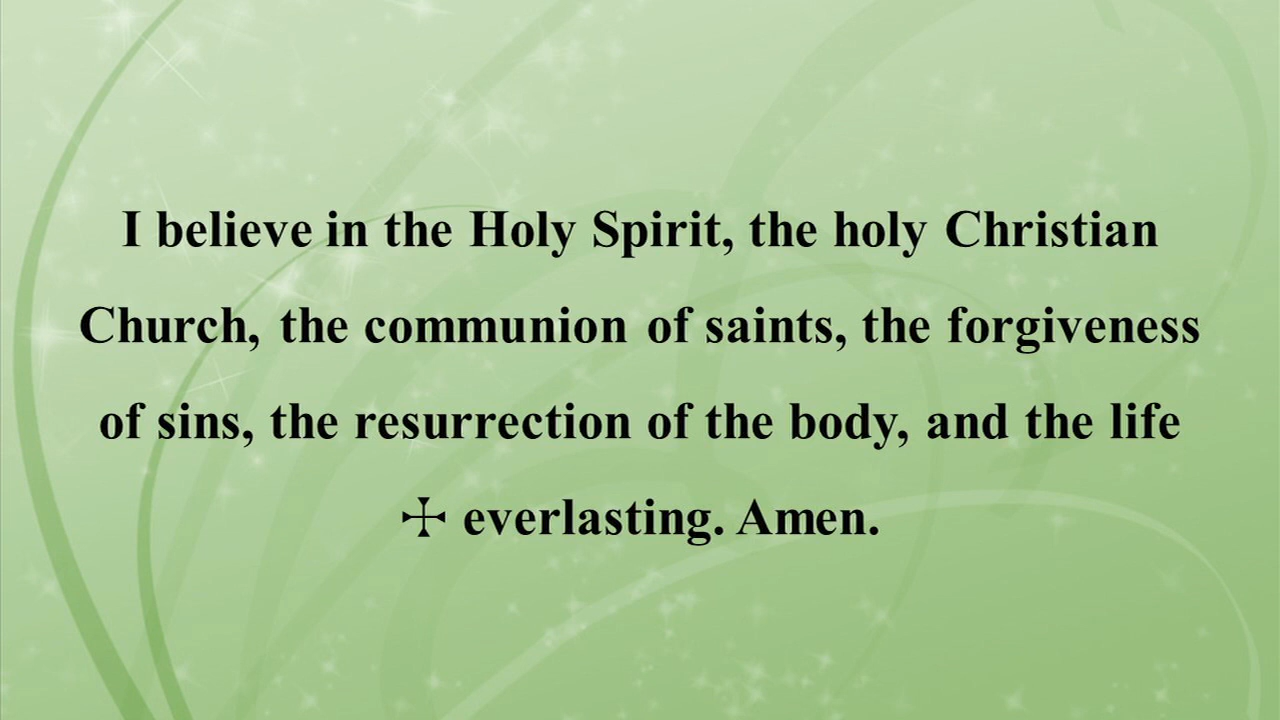 I believe in the Holy Spirit, the holy Christian
Church, the communion of saints, the forgiveness
of sins, the resurrection of the body, and the life
☩ everlasting. Amen.